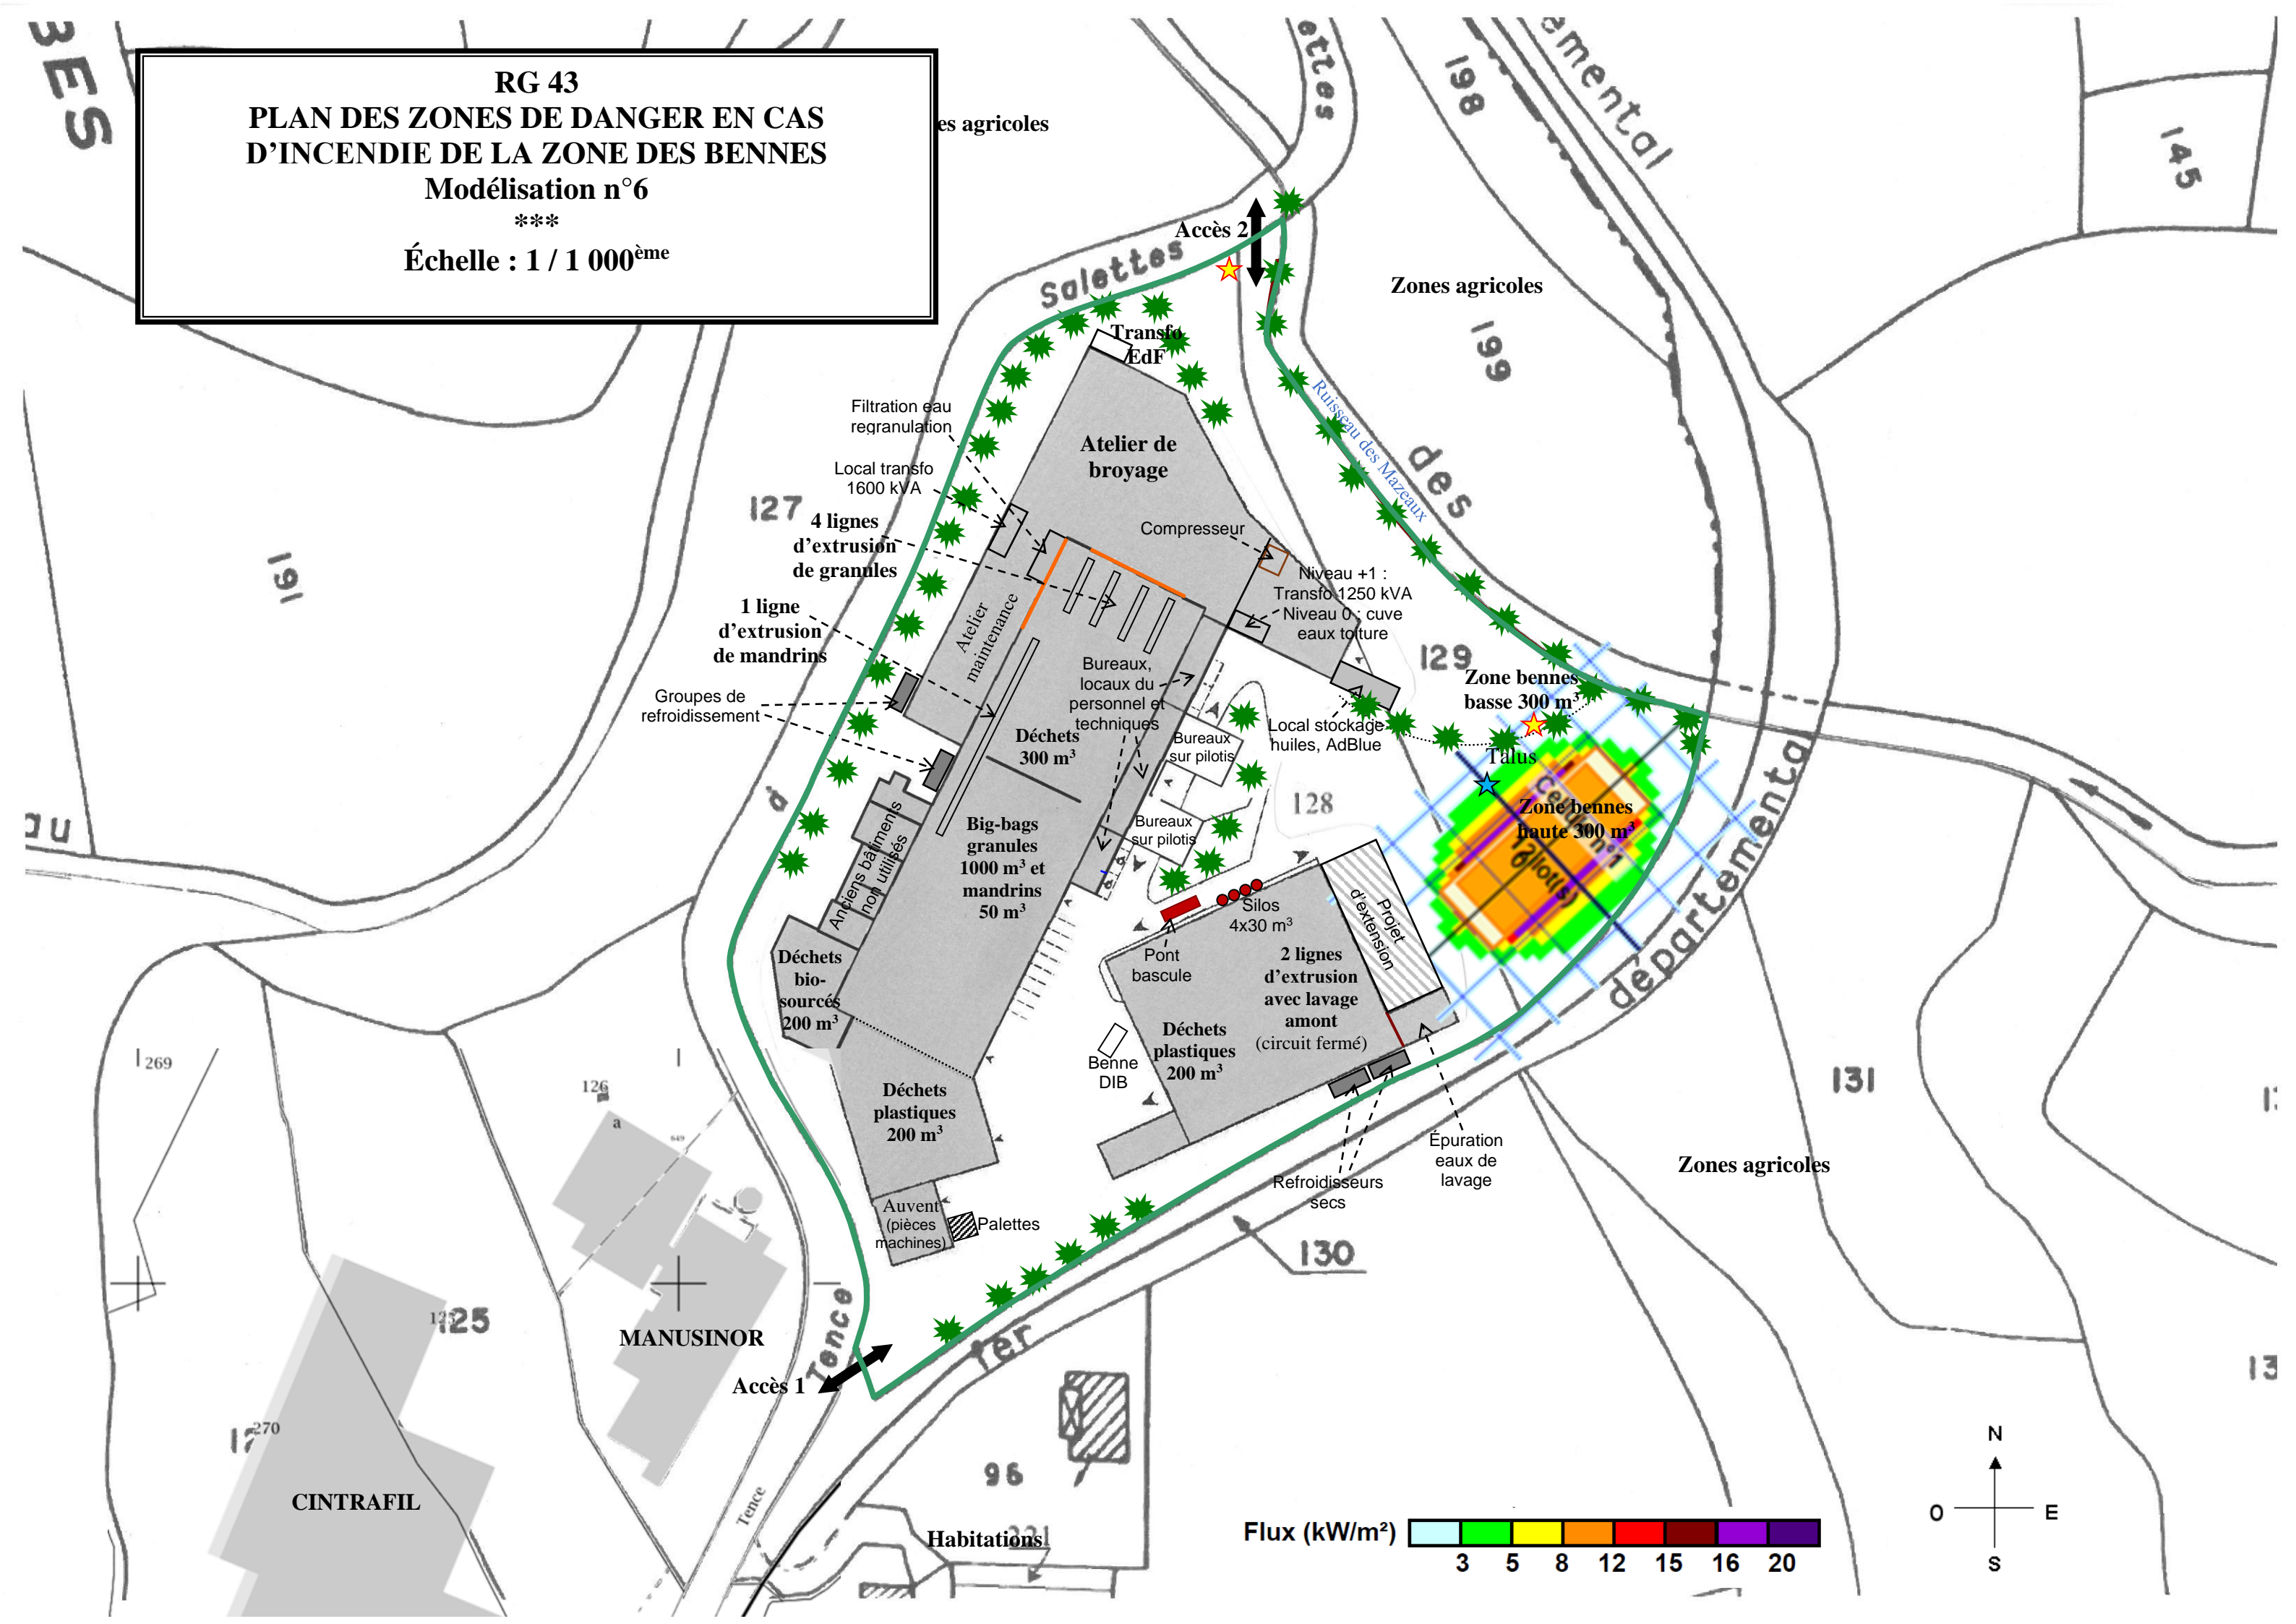 BES
RG 43
PLAN DES ZONES DE DANGER EN CAS
D’INCENDIE DE LA ZONE DES BENNES
Modélisation n°6
***
Échelle : 1 / 1 000ème
es agricoles
ettes
198
emental
145
Accès 2
Salettes
Zones agricoles
199
Transfo
EdF
Ruisseau des Mazeaux
des
Filtration eau
regranulation
Atelier de
broyage
Local transfo
1600 kVA
127
191
4 lignes
d’extrusion
de granules
Compresseur
Niveau +1 :
Transfo 1250 kVA
Niveau 0 : cuve
eaux toiture
1 ligne
d’extrusion
de mandrins
Atelier
maintenance
129
Bureaux,
locaux du
personnel et
techniques
Zone bennes
basse 300 m³
Groupes de
refroidissement
Local stockage
huiles, AdBlue
Déchets
300 m³
Bureaux
sur pilotis
Talus
à
128
Zone bennes
haute 300 m³
Cellule n°1
au
Big-bags
granules
1000 m³ et
mandrins
50 m³
Bureaux
sur pilotis
Anciens bâtiments
non utilisés
Projet
d’extension
Silos
4x30 m³
Pont
bascule
départementa
Déchets
bio-
sourcés
200 m³
2 lignes
d’extrusion
avec lavage
amont
(circuit fermé)
Déchets
plastiques
200 m³
Benne
DIB
269
126
a
649
Déchets
plastiques
200 m³
131
Épuration
eaux de
lavage
Zones agricoles
Refroidisseurs
secs
Auvent
(pièces
machines)
Palettes
130
125
MANUSINOR
Tence
fer
Accès 1
270
96
CINTRAFIL
Tence
Habitations
N
O
E
S
Flux (kW/m²)
3 5 8 12 15 16 20